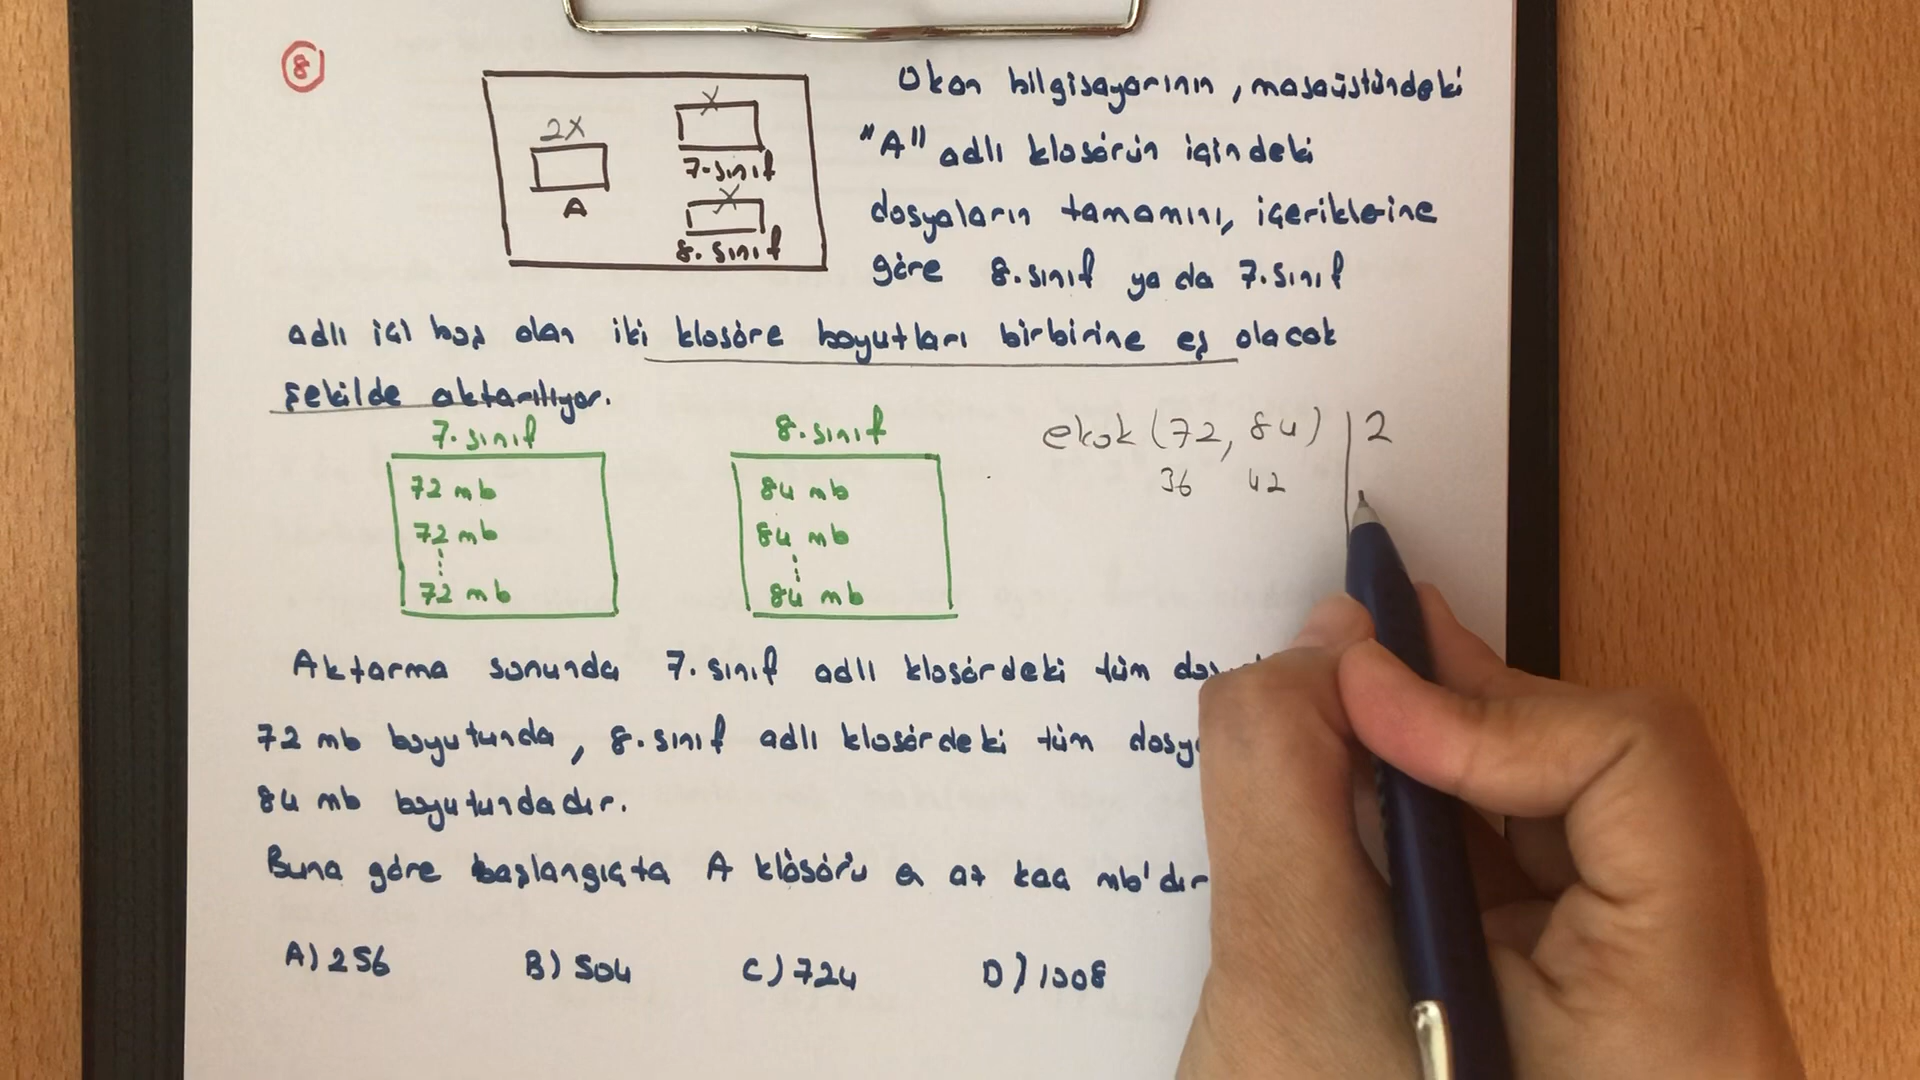 8
2x
x
A
7.sınıf
x
8.sınıf
Okan bilgisayarının, masaüstündeki
"A" adlı klasörün içindeki
dosyaların tamamını, içeriklerine
göre 8.sınıf ya da 7.sınıf
adlı içi boş olan iki klasöre boyutları birbirine eş olacak
şekilde aktarılıyor.
7.sınıf
72 mb
72 mb
72 mb
8.sınıf
84 mb
84 mb
84 mb
ekok (72, 84) | 2
36 42
Aktarma sonunda 7.sınıf adlı klasördeki tüm
72 mb boyutunda, 8.sınıf adlı klasördeki tüm
84 mb boyutundadır.
Buna göre başlangıçta A klösörü en az kaç mb'dır
A) 256 B) 504 C) 724 D) 1008